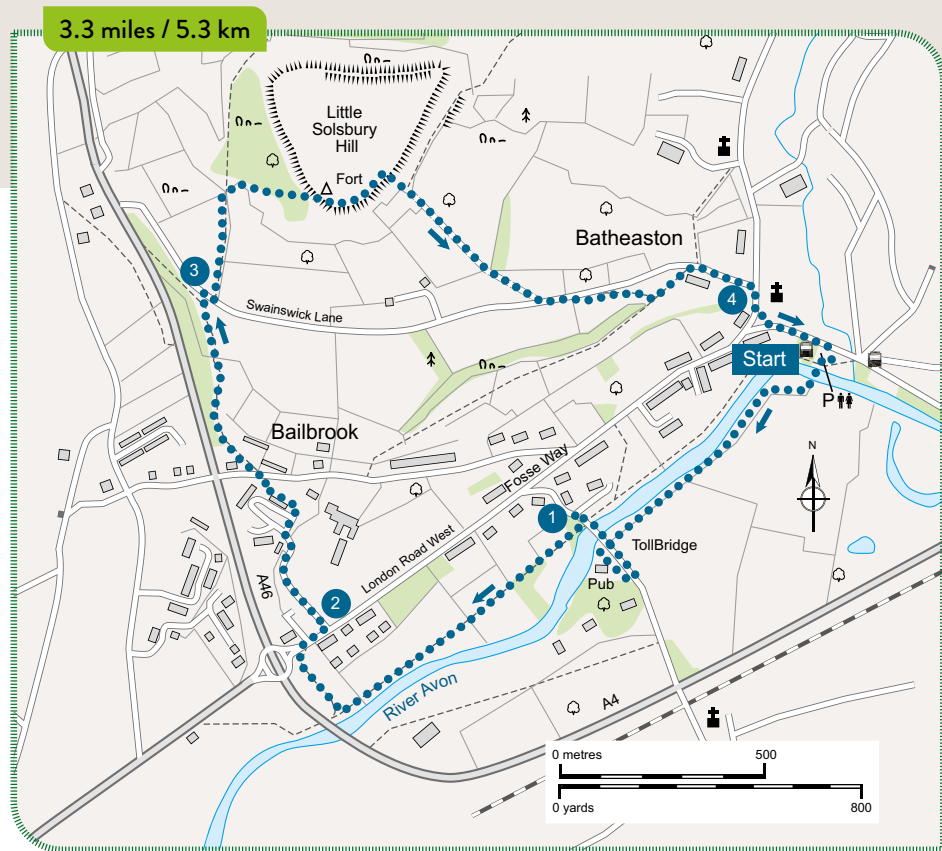 3.3 miles / 5.3 km
Little
Solsbury
Hill
Fort
Batheaston
3
Swainswick Lane
4
Start
P
Bailbrook
N
Fosse Way
1
TollBridge
London Road West
Pub
A46
2
River Avon
A4
0 metres
500
0 yards
800